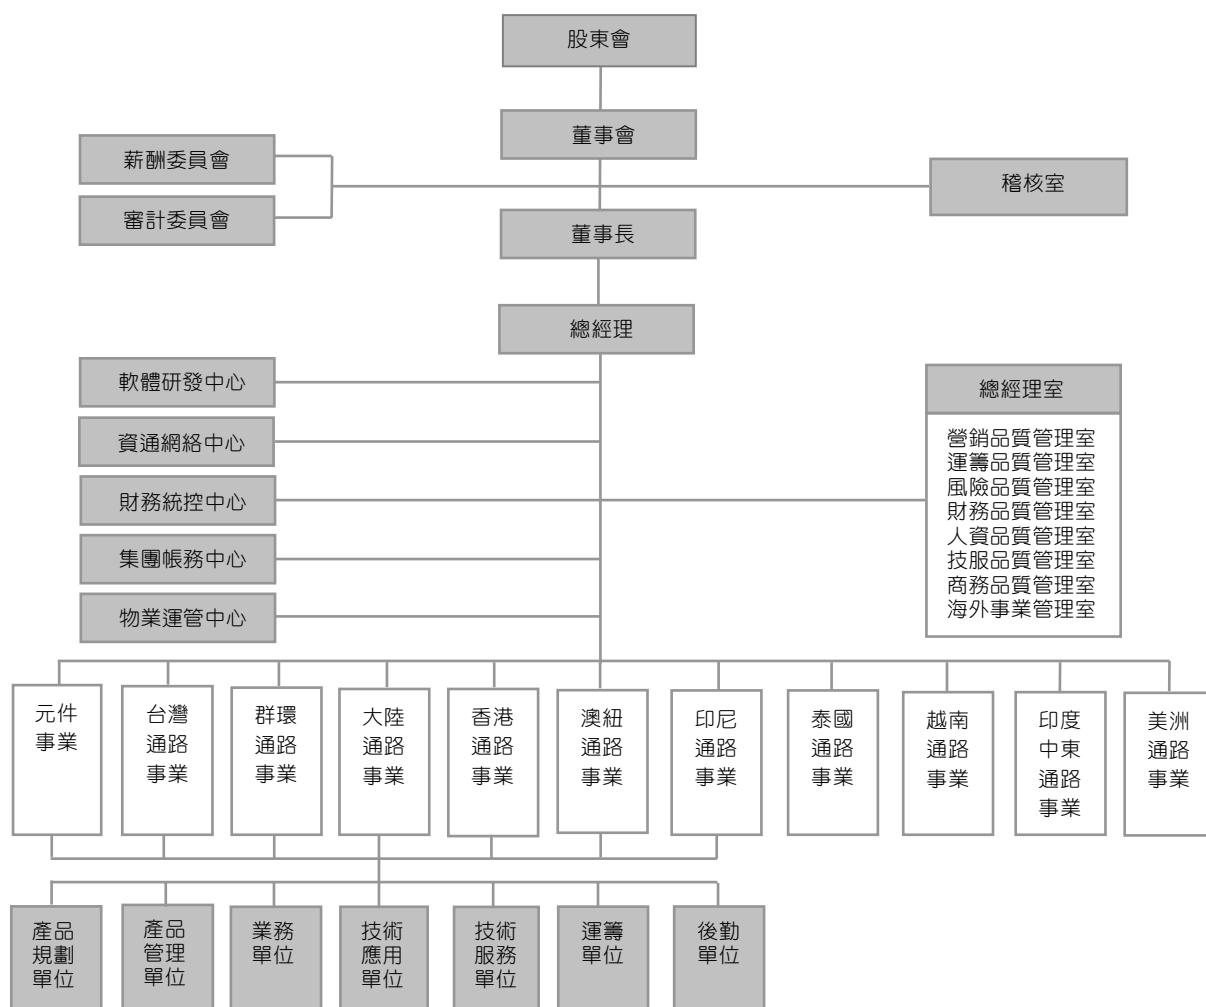 股東會
董事會
薪酬委員會
審計委員會
稽核室
董事長
總經理
軟體研發中心
資通網絡中心
財務統控中心
集團帳務中心
物業運管中心
總經理室
營銷品質管理室
運籌品質管理室
風險品質管理室
財務品質管理室
人資品質管理室
技服品質管理室
商務品質管理室
海外事業管理室
元件
事業
台灣
通路
事業
群環
通路
事業
大陸
通路
事業
香港
通路
事業
澳紐
通路
事業
印尼
通路
事業
泰國
通路
事業
越南
通路
事業
印度
中東
通路
事業
美洲
通路
事業
產品
規劃
單位
產品
管理
單位
業務
單位
技術
應用
單位
技術
服務
單位
運籌
單位
後勤
單位